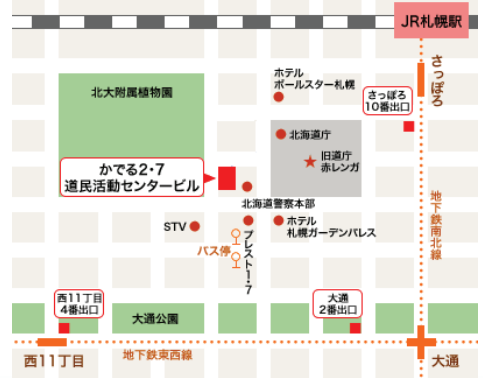 JR札幌駅
さっぽろ
ホテル
ポールスター札幌
北大附属植物園
さっぽろ
10番出口
北海道庁
旧道庁
赤レンガ
かでる2・7
道民活動センタービル
北海道警察本部
地下鉄南北線
STV
プレスト1・7
ホテル
札幌ガーデンパレス
バス停
西11丁目
4番出口
大通公園
大通
2番出口
西11丁目
地下鉄東西線
大通